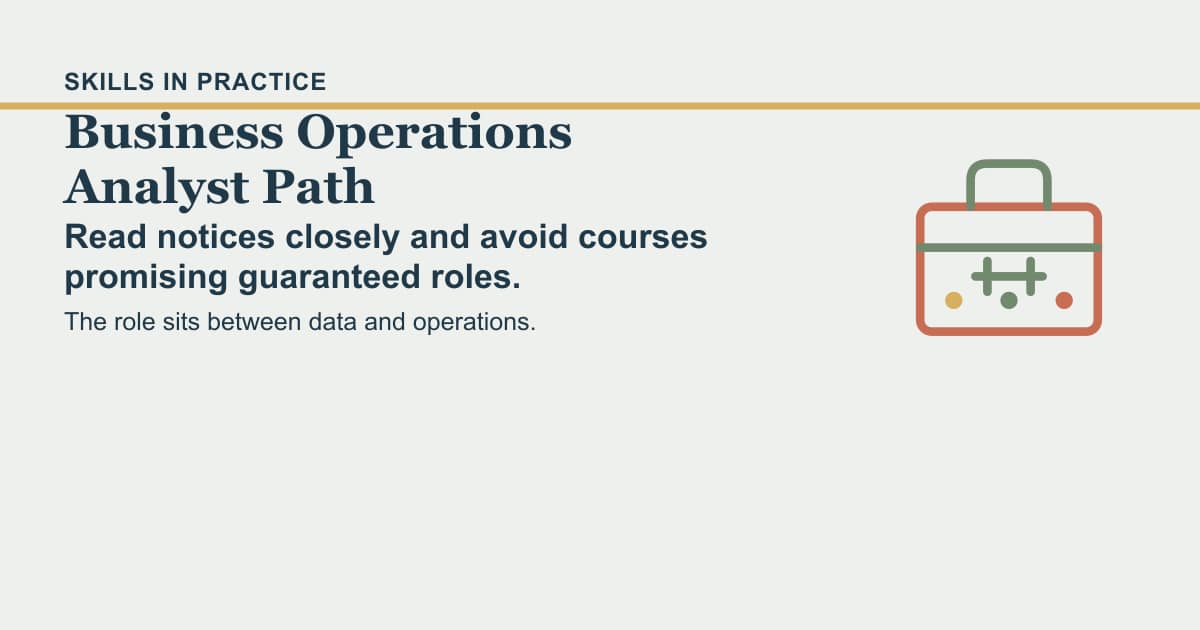 SKILLS IN PRACTICE
Business Operations
Analyst Path
Read notices closely and avoid courses
promising guaranteed roles.
The role sits between data and operations.